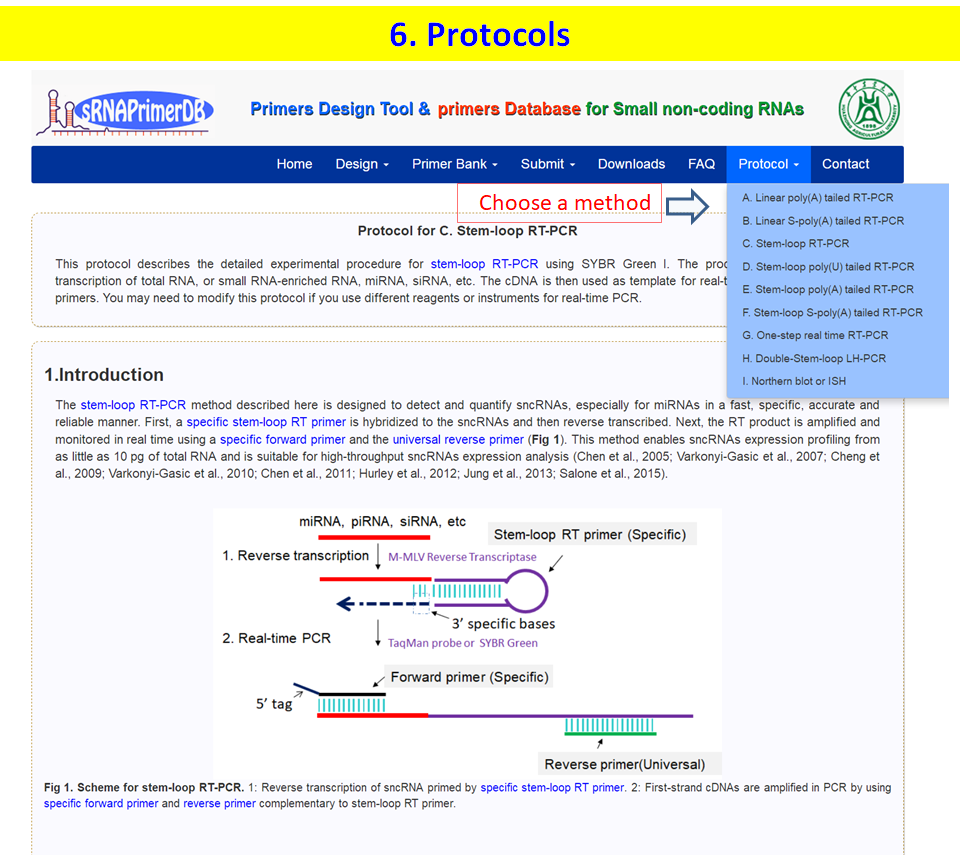 6. Protocols
sRNAPrimerDB
Primers Design Tool & primers Database for Small non-coding RNAs
1898
Home Design Primer Bank Submit Downloads FAQ Protocol Contact
Choose a method
A. Linear poly(A) tailed RT-PCR
B. Linear S-poly(A) tailed RT-PCR
C. Stem-loop RT-PCR
D. Stem-loop poly(U) tailed RT-PCR
E. Stem-loop poly(A) tailed RT-PCR
F. Stem-loop S-poly(A) tailed RT-PCR
G. One-step real time RT-PCR
H. Double-Stem-loop LH-PCR
I. Northern blot or ISH
Protocol for C. Stem-loop RT-PCR
This protocol describes the detailed experimental procedure for stem-loop RT-PCR using SYBR Green I. The
transcription of total RNA, or small RNA-enriched RNA, miRNA, siRNA, etc. The cDNA is then used as template for
primers. You may need to modify this protocol if you use different reagents or instruments for real-time PCR.
1.Introduction
The stem-loop RT-PCR method described here is designed to detect and quantify sncRNAs, especially for miRNAs in a fast, specific, accurate and
reliable manner. First, a specific stem-loop RT primer is hybridized to the sncRNAs and then reverse transcribed. Next, the RT product is amplified and
monitored in real time using a specific forward primer and the universal reverse primer (Fig 1). This method enables sncRNAs expression profiling from
as little as 10 pg of total RNA and is suitable for high-throughput sncRNAs expression analysis (Chen et al., 2005; Varkonyi-Gasic et al., 2007; Cheng et
al., 2009; Varkonyi-Gasic et al., 2010; Chen et al., 2011; Hurley et al., 2012; Jung et al., 2013; Salone et al., 2015).
miRNA, piRNA, siRNA, etc
Stem-loop RT primer (Specific)
1. Reverse transcription
M-MLV Reverse Transcriptase
3’ specific bases
2. Real-time PCR
TaqMan probe or SYBR Green
Forward primer (Specific)
5’ tag
Reverse primer(Universal)
Fig 1. Scheme for stem-loop RT-PCR. 1: Reverse transcription of sncRNA primed by specific stem-loop RT primer. 2: First-strand cDNAs are amplified in PCR by using
specific forward primer and reverse primer complementary to stem-loop RT primer.